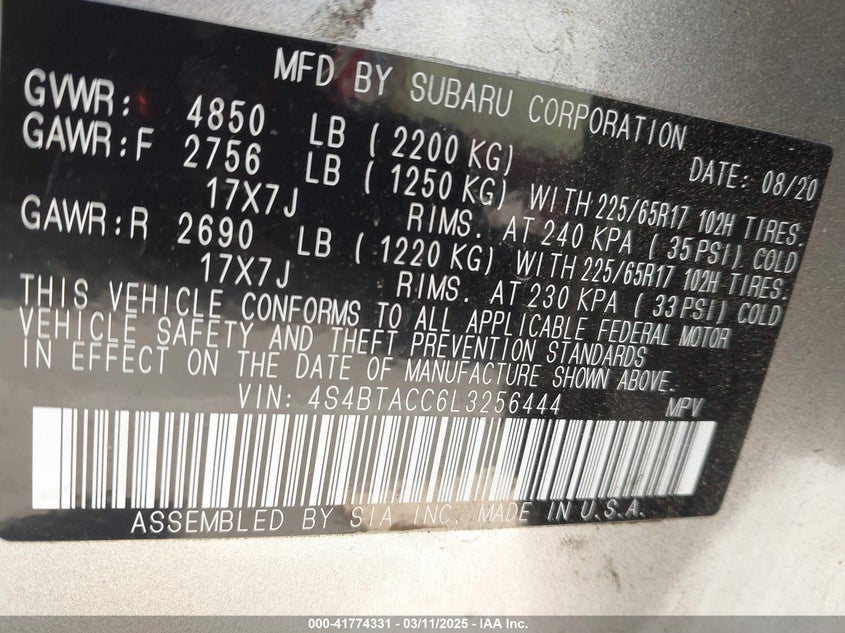 MFD BY SUBARU CORPORATION
GVWR: 4850 LB ( 2200 KG) DATE: 08/20
GAWR:F 2756 LB ( 1250 KG) WITH 225/65R17 102H TIRES.
17X7J RIMS. AT 240 KPA ( 35PSI) COLD
GAWR:R 2690 LB ( 1220 KG) WITH 225/65R17 102H TIRES.
17X7J RIMS. AT 230 KPA ( 33PSI) COLD
THIS VEHICLE CONFORMS TO ALL APPLICABLE FEDERAL MOTOR
VEHICLE SAFETY AND THEFT PREVENTION STANDARDS
IN EFFECT ON THE DATE OF MANUFACTURE SHOWN ABOVE.
VIN: 4S4BTACC6L3256444 MPV
ASSEMBLED BY SIA INC. MADE IN U.S.A.
000-41774331 - 03/11/2025 - IAA Inc.